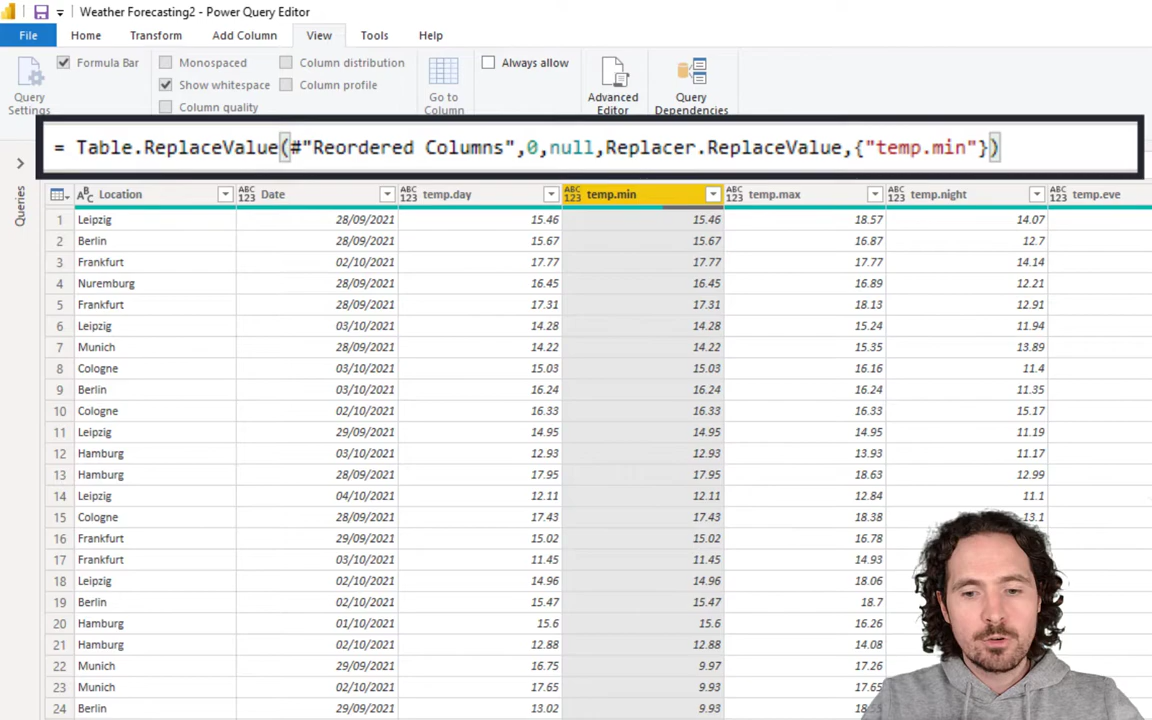 Weather Forecasting2 - Power Query Editor
File Home Transform Add Column View Tools Help
Formula Bar Monospaced Column distribution Always allow
Show whitespace Column profile
Column quality
Query Settings Go to Column Advanced Editor Query Dependencies
= Table.ReplaceValue(#"Reordered Columns",0,null,Replacer.ReplaceValue,{"temp.min"})
Queries
ABC Location ABC 123 Date ABC 123 temp.day ABC 123 temp.min ABC 123 temp.max ABC 123 temp.night ABC 123 temp.eve
1 Leipzig 28/09/2021 15.46 15.46 18.57 14.07
2 Berlin 28/09/2021 15.67 15.67 16.87 12.7
3 Frankfurt 02/10/2021 17.77 17.77 17.77 14.14
4 Nuremburg 28/09/2021 16.45 16.45 16.89 12.21
5 Frankfurt 28/09/2021 17.31 17.31 18.13 12.91
6 Leipzig 03/10/2021 14.28 14.28 15.24 11.94
7 Munich 28/09/2021 14.22 14.22 15.35 13.89
8 Cologne 03/10/2021 15.03 15.03 16.16 11.4
9 Berlin 03/10/2021 16.24 16.24 16.24 11.35
10 Cologne 02/10/2021 16.33 16.33 16.33 15.17
11 Leipzig 29/09/2021 14.95 14.95 14.95 11.19
12 Hamburg 03/10/2021 12.93 12.93 13.93 11.17
13 Hamburg 28/09/2021 17.95 17.95 18.63 12.99
14 Leipzig 04/10/2021 12.11 12.11 12.84 11.1
15 Cologne 28/09/2021 17.43 17.43 18.38 13.1
16 Frankfurt 29/09/2021 15.02 15.02 16.78
17 Frankfurt 03/10/2021 11.45 11.45 14.93
18 Leipzig 02/10/2021 14.96 14.96 18.06
19 Berlin 02/10/2021 15.47 15.47 18.7
20 Hamburg 01/10/2021 15.6 15.6 16.26
21 Hamburg 02/10/2021 12.88 12.88 14.08
22 Munich 29/09/2021 16.75 9.97 17.26
23 Munich 02/10/2021 17.65 9.93 17.65
24 Berlin 29/09/2021 13.02 9.93